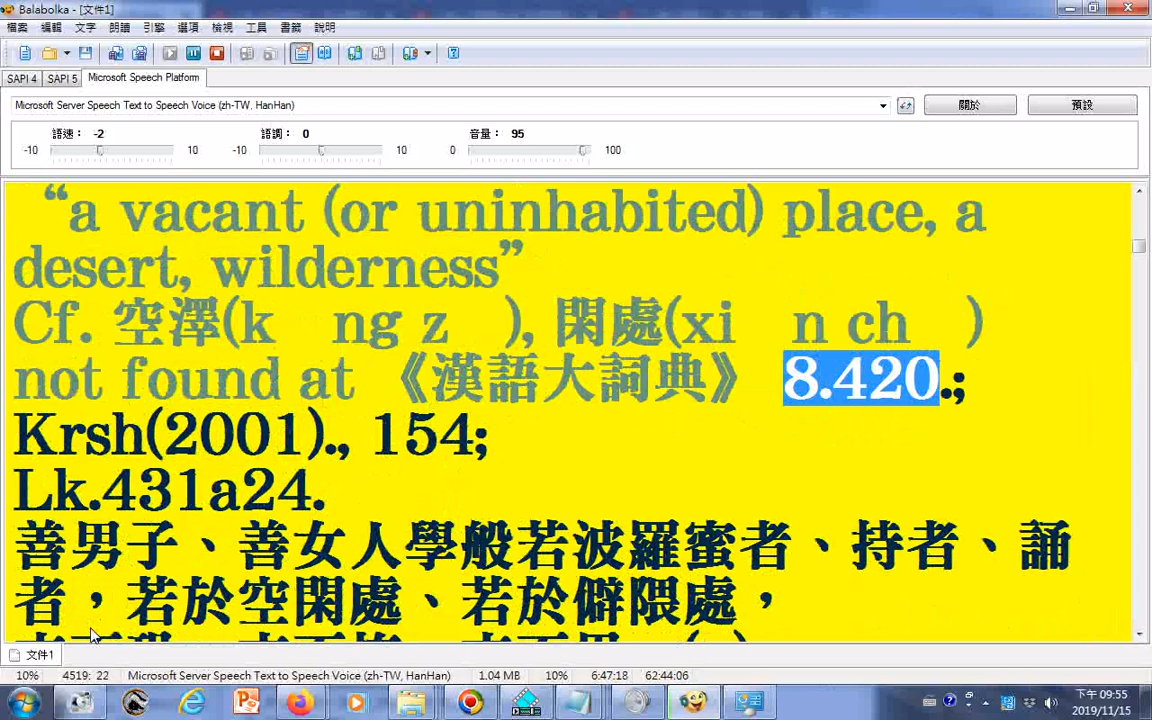 Balabolka - [文件1]
檔案 編輯 文字 朗讀 引擎 選項 檢視 工具 書籤 說明
SAPI 4 SAPI 5 Microsoft Speech Platform
Microsoft Server Speech Text to Speech Voice (zh-TW, HanHan)
關於 預設
語速： -2 語調： 0 音量： 95
-10 10 -10 10 0 100
“a vacant (or uninhabited) place, a
desert, wilderness”
Cf. 空澤(k ng z ), 閑處(xi n ch )
not found at 《漢語大詞典》 8.420.;
Krsh(2001)., 154;
Lk.431a24.
善男子、善女人學般若波羅蜜者、持者、誦
者，若於空閑處、若於僻隈處，
文件1
10% 4519: 22 Microsoft Server Speech Text to Speech Voice (zh-TW, HanHan) 1.04 MB 10% 6:47:18 62:44:06
下午 09:55
2019/11/15